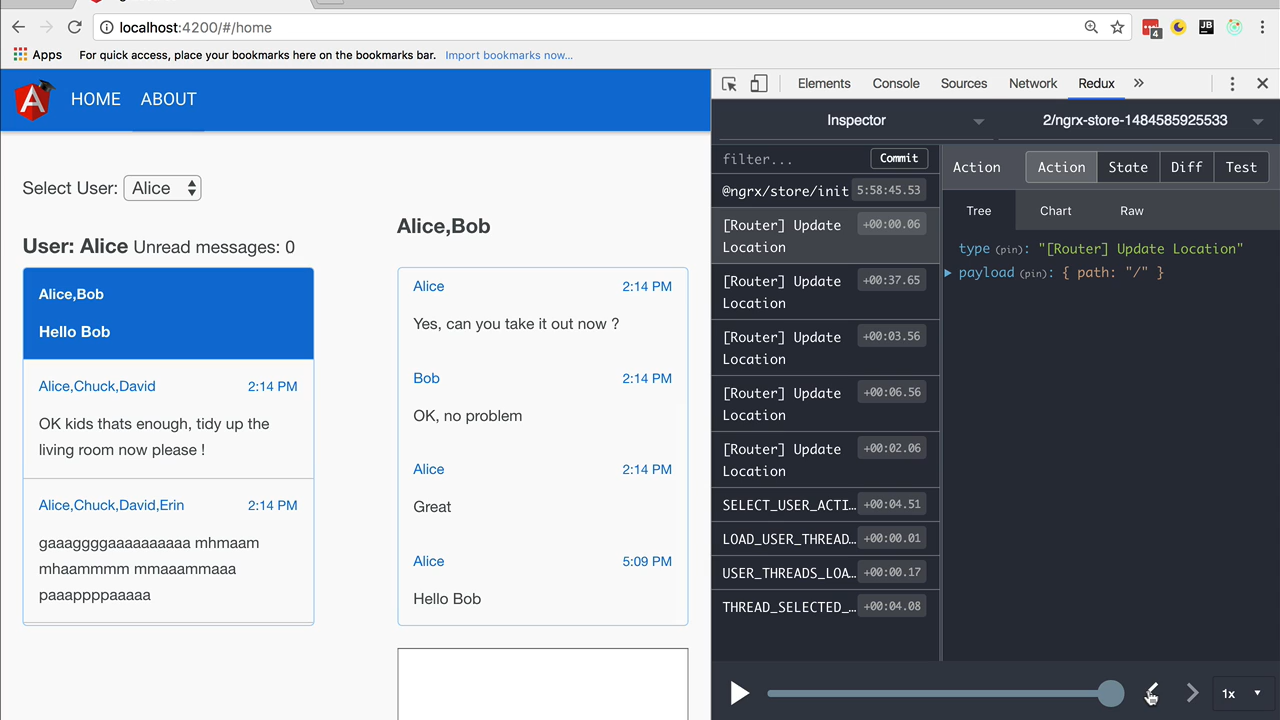 localhost:4200/#/home
4
JB
Apps
For quick access, place your bookmarks here on the bookmarks bar. Import bookmarks now...
A
HOME
ABOUT
Select User: Alice
User: Alice Unread messages: 0
Alice,Bob
Hello Bob
Alice,Chuck,David 2:14 PM
OK kids thats enough, tidy up the
living room now please !
Alice,Chuck,David,Erin 2:14 PM
gaaaggggaaaaaaaaaa mhmaam
mhaammmm mmaaammaaa
paaappppaaaaa
Alice,Bob
Alice 2:14 PM
Yes, can you take it out now ?
Bob 2:14 PM
OK, no problem
Alice 2:14 PM
Great
Alice 5:09 PM
Hello Bob
Elements Console Sources Network Redux »
Inspector
2/ngrx-store-1484585925533
filter... Commit
@ngrx/store/init 5:58:45.53
[Router] Update +00:00.06
Location
[Router] Update +00:37.65
Location
[Router] Update +00:03.56
Location
[Router] Update +00:06.56
Location
[Router] Update +00:02.06
Location
SELECT_USER_ACTI… +00:04.51
LOAD_USER_THREAD… +00:00.01
USER_THREADS_LOA… +00:00.17
THREAD_SELECTED_… +00:04.08
Action
Action State Diff Test
Tree Chart Raw
type (pin): "[Router] Update Location"
payload (pin): { path: "/" }
1x